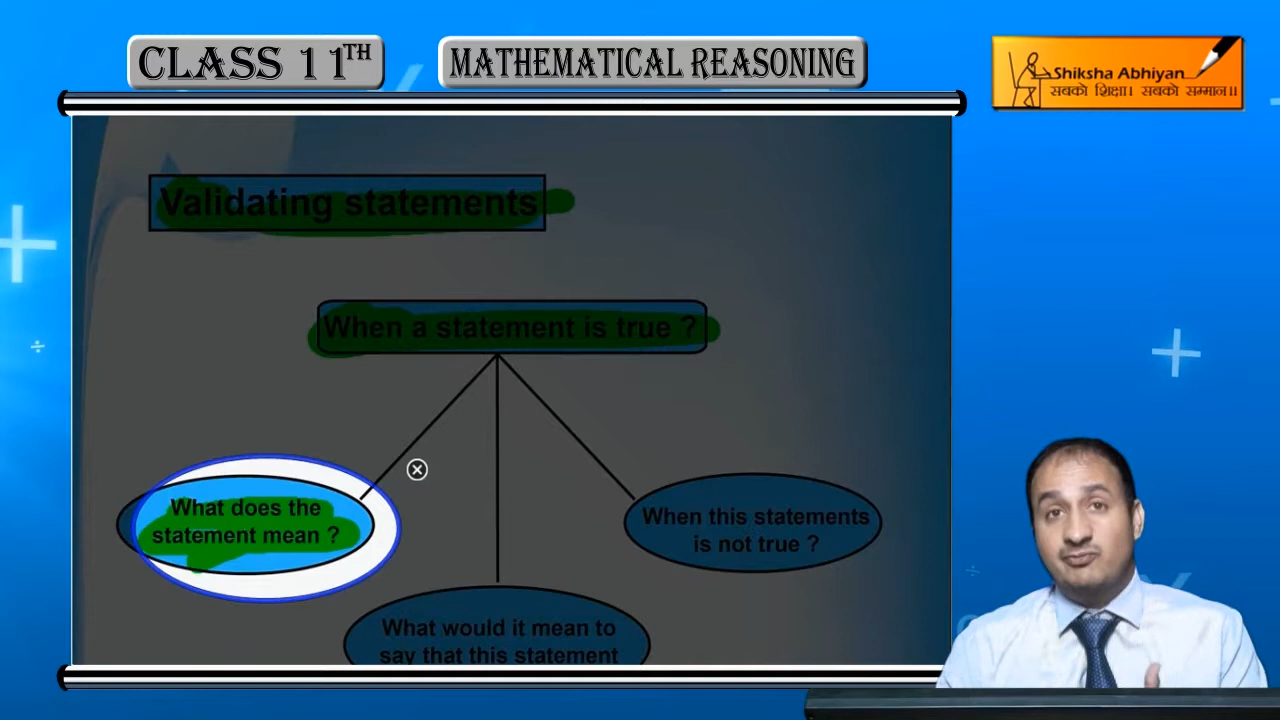 CLASS 11TH
MATHEMATICAL REASONING
Shiksha Abhiyan
सबको शिक्षा। सबको सम्मान॥
Validating statements
When a statement is true ?
What does the
statement mean ?
When this statements
is not true ?
What would it mean to
say that this statement